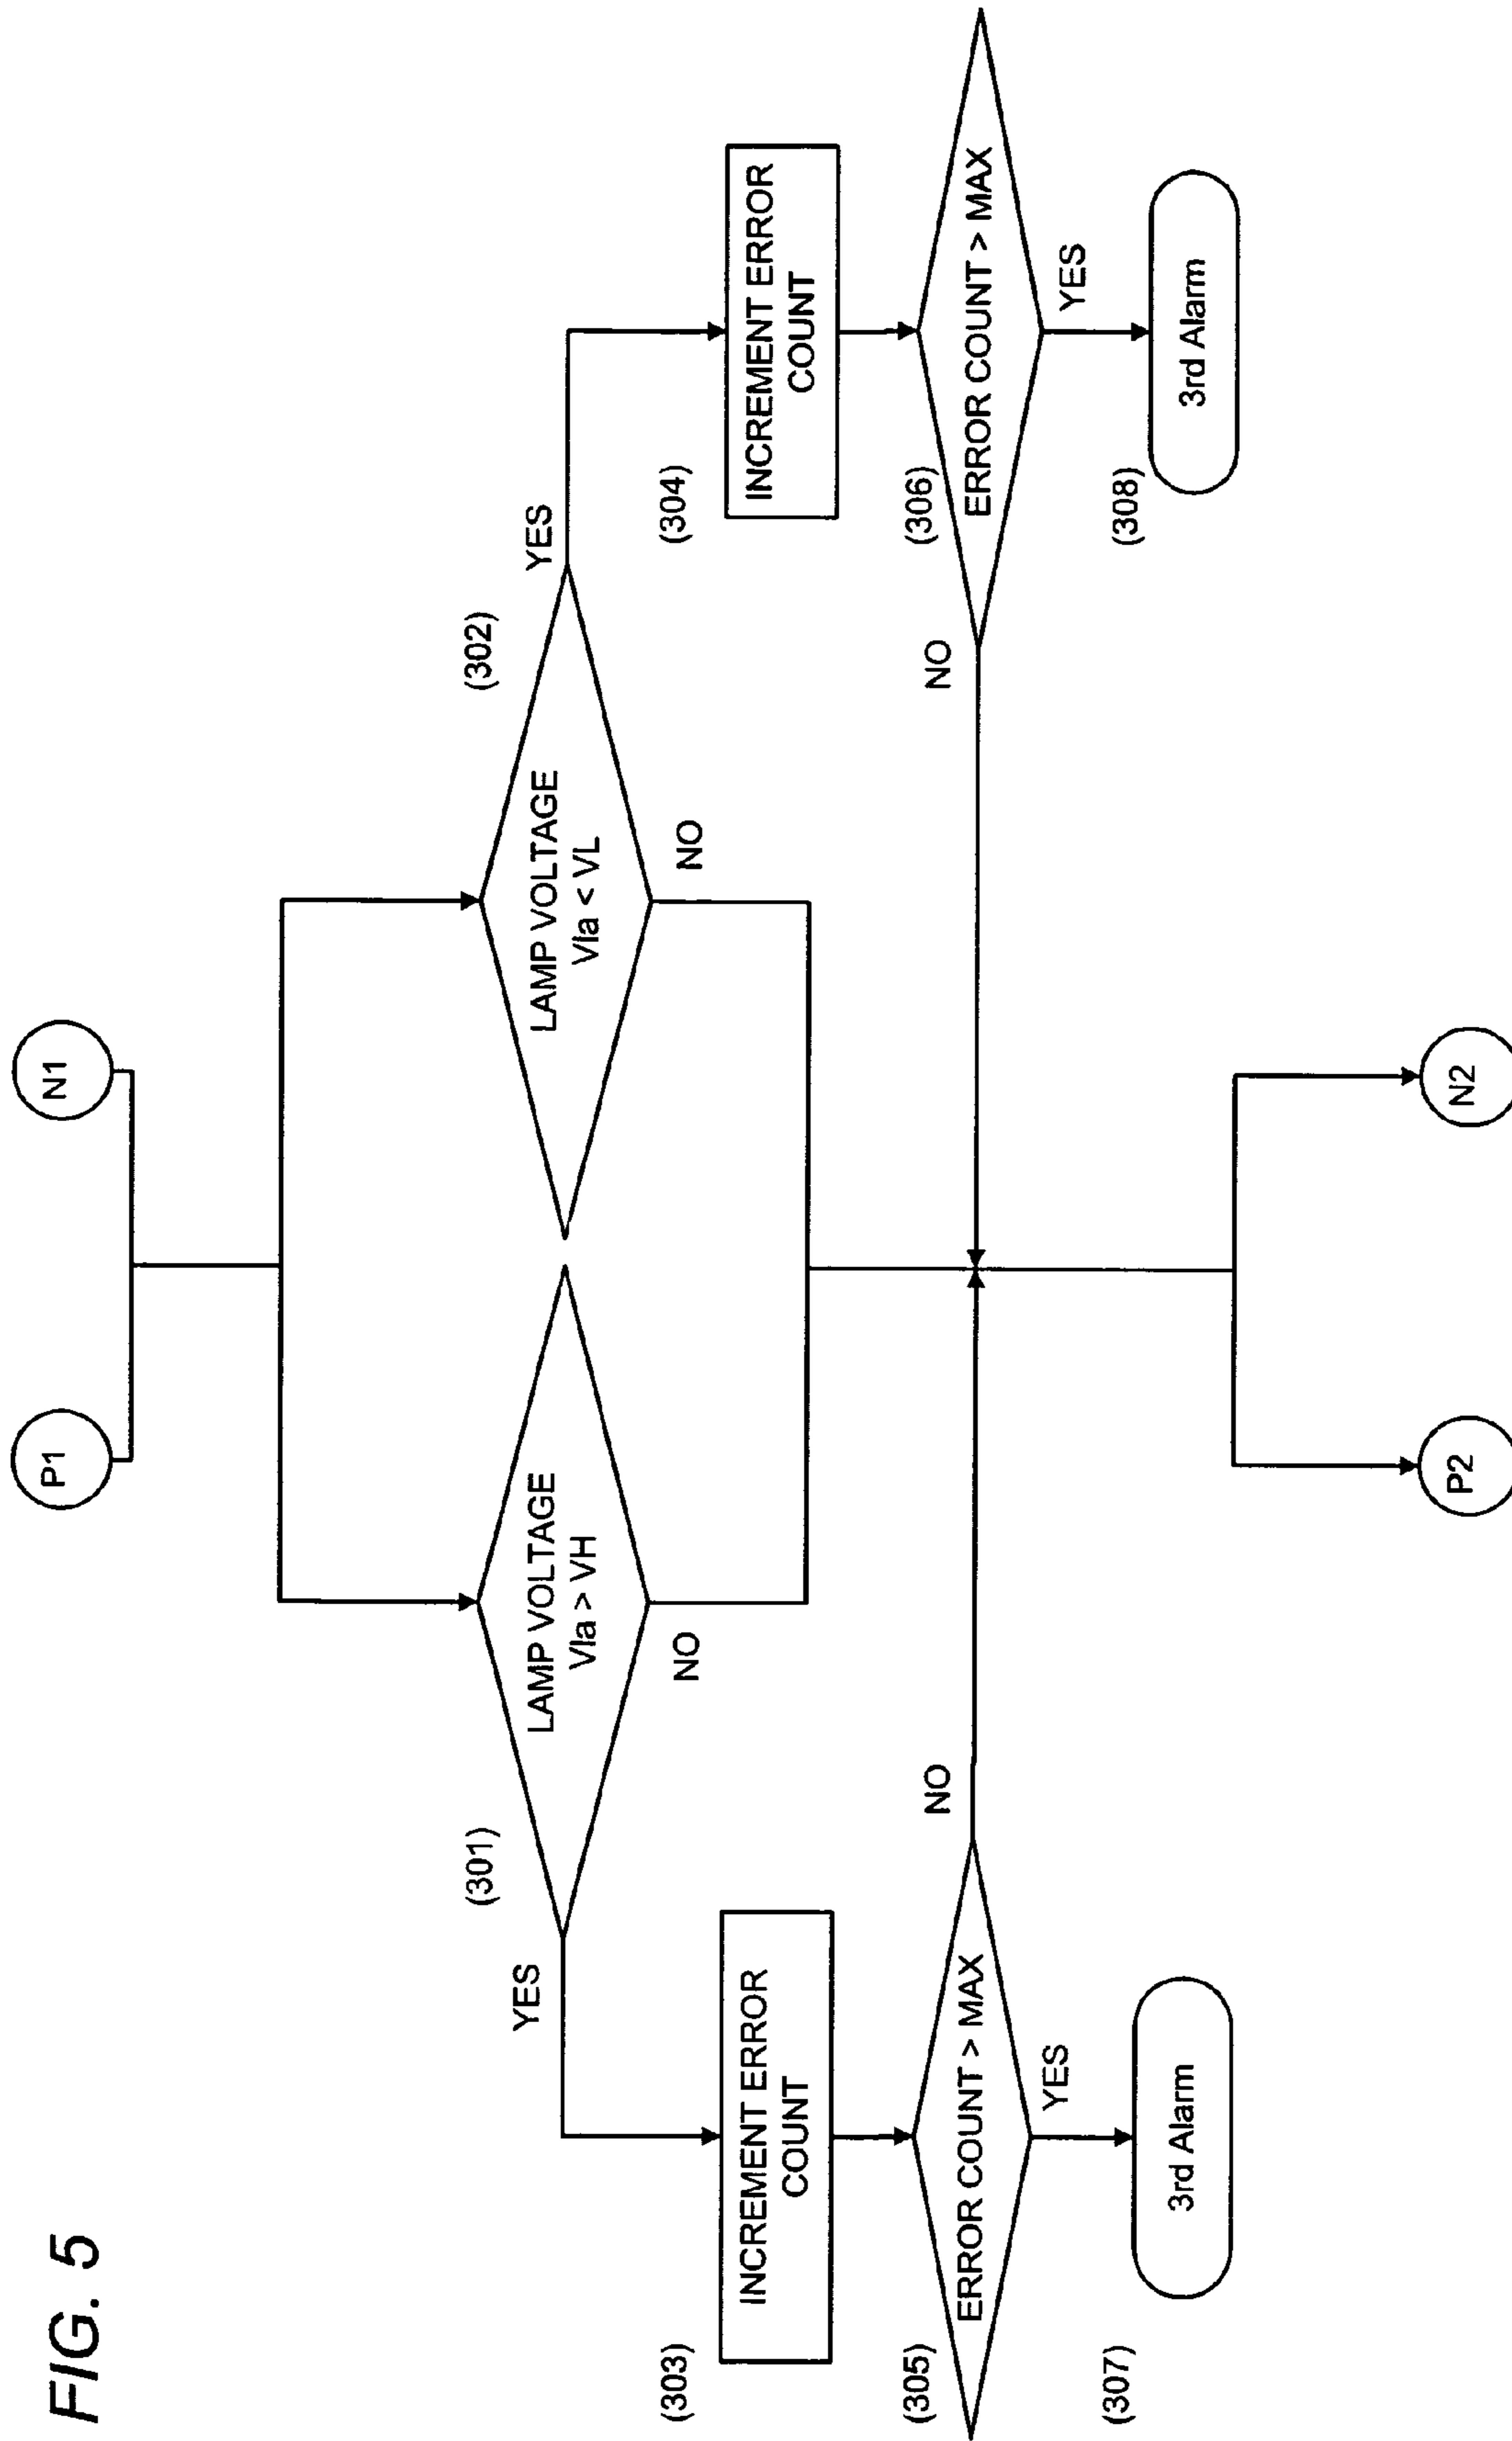 FIG. 5
P1
N1
(301)
LAMP VOLTAGE
Vla > VH
YES
NO
(302)
LAMP VOLTAGE
Vla < VL
YES
NO
(303)
INCREMENT ERROR
COUNT
(304)
INCREMENT ERROR
COUNT
(305)
ERROR COUNT > MAX
NO
YES
(306)
ERROR COUNT > MAX
NO
YES
(307)
3rd Alarm
(308)
3rd Alarm
P2
N2